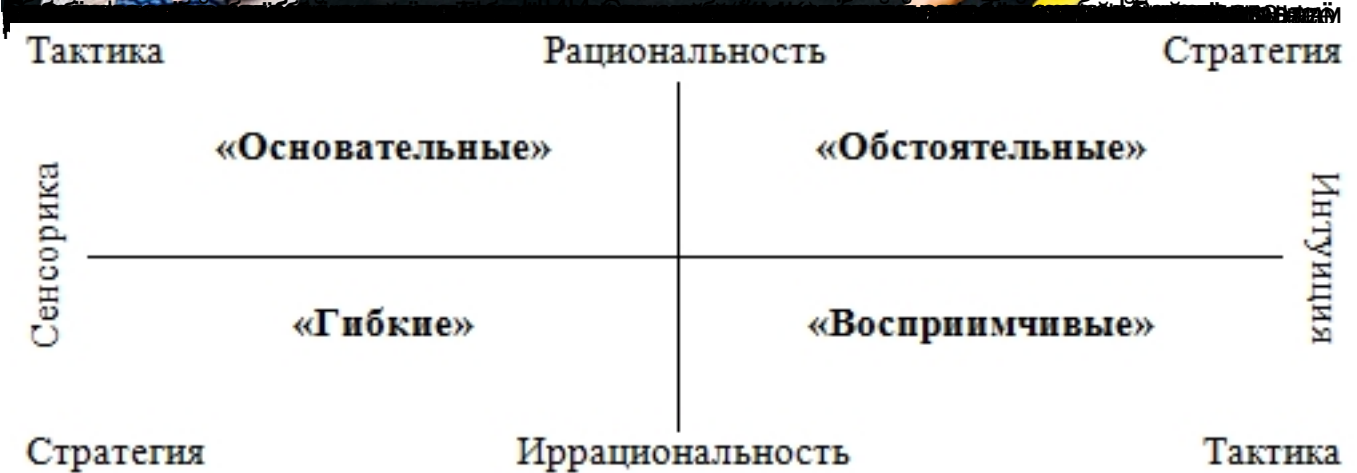 Тактика Рациональность Стратегия
«Основательные» «Обстоятельные»
Сенсорика
Интуиция
«Гибкие» «Восприимчивые»
Стратегия Иррациональность Тактика